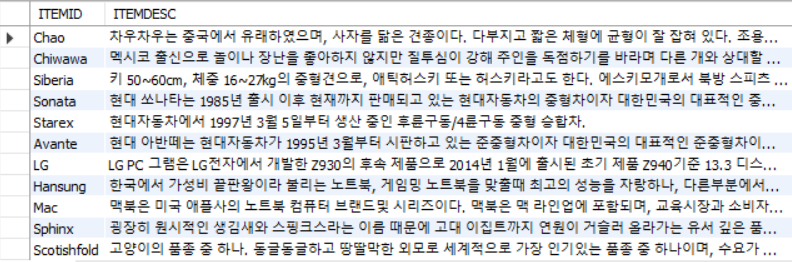 ITEMID ITEMDESC
Chao 차우차우는 중국에서 유래하였으며, 사자를 닮은 견종이다. 다부지고 짧은 체형에 균형이 잘 잡혀 있다. 조용...
Chiwawa 멕시코 출신으로 놀이나 장난을 좋아하지 않지만 질투심이 강해 주인을 독점하기를 바라며 다른 개와 상대할 ...
Siberia 키 50~60cm, 체중 16~27kg의 중형견으로, 애틱허스키 또는 허스키라고도 한다. 에스키모개로서 북방 스피츠 ...
Sonata 현대 쏘나타는 1985년 출시 이후 현재까지 판매되고 있는 현대자동차의 중형차이자 대한민국의 대표적인 중...
Starex 현대자동차에서 1997년 3월 5일부터 생산 중인 후륜구동/4륜구동 중형 승합차.
Avante 현대 아반떼는 현대자동차가 1995년 3월부터 시판하고 있는 준중형차이자 대한민국의 대표적인 준중형차이...
LG LG PC 그램은 LG전자에서 개발한 Z930의 후속 제품으로 2014년 1월에 출시된 초기 제품 Z940기준 13.3 디스...
Hansung 한국에서 가성비 끝판왕이라 불리는 노트북, 게임밍 노트북을 맞출때 최고의 성능을 자랑하나, 다른부분에서...
Mac 맥북은 미국 애플사의 노트북 컴퓨터 브랜드및 시리즈이다. 맥북은 맥 라인업에 포함되며, 교육시장과 소비자...
Sphinx 굉장히 원시적인 생김새와 스핑크스라는 이름 때문에 고대 이집트까지 연원이 거슬러 올라가는 유서 깊은 품...
Scotishfold 고양이의 품종 중 하나. 동글동글하고 땅딸막한 외모로 세계적으로 가장 인기있는 품종 중 하나이며, 수요가 ...